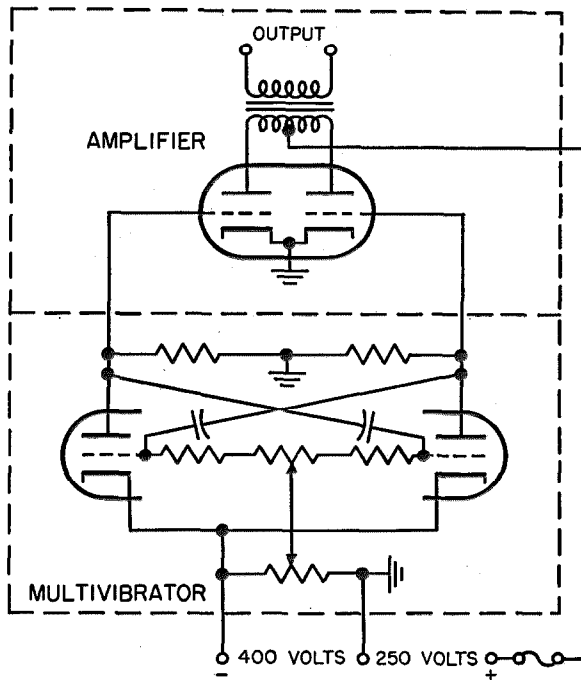 OUTPUT
AMPLIFIER
MULTIVIBRATOR
400 VOLTS 250 VOLTS
- +